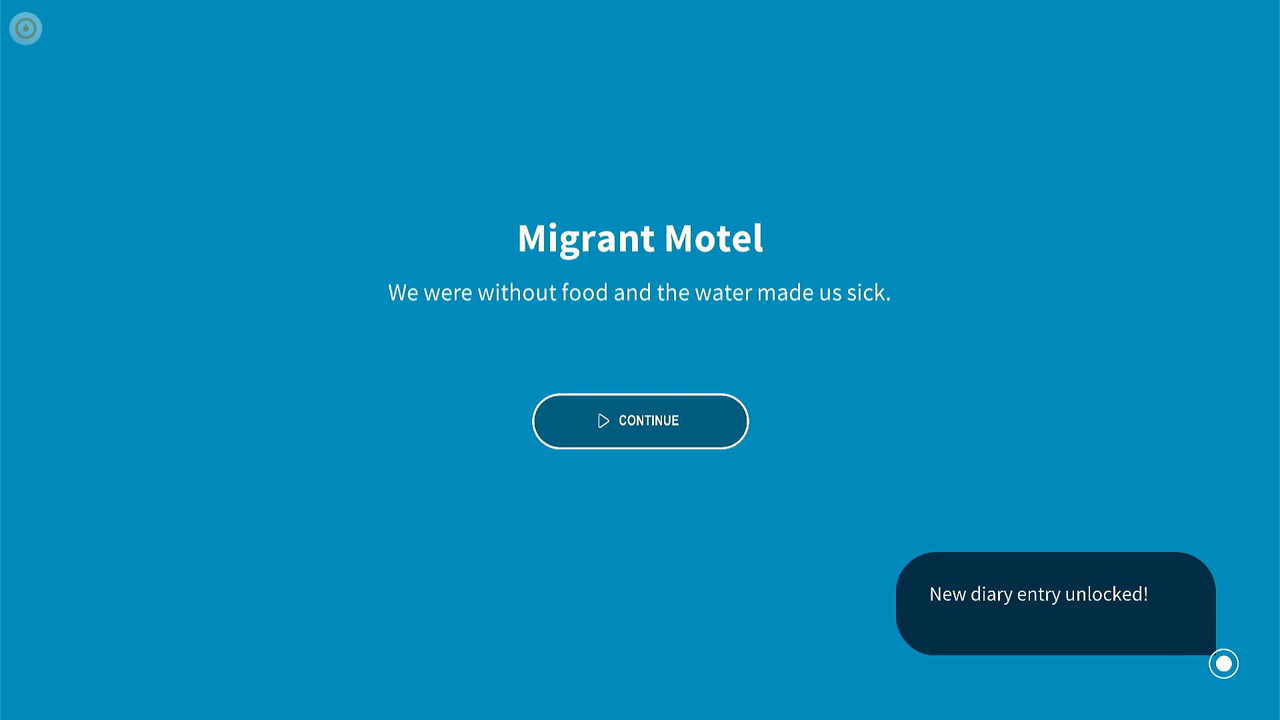 Migrant Motel
We were without food and the water made us sick.
CONTINUE
New diary entry unlocked!